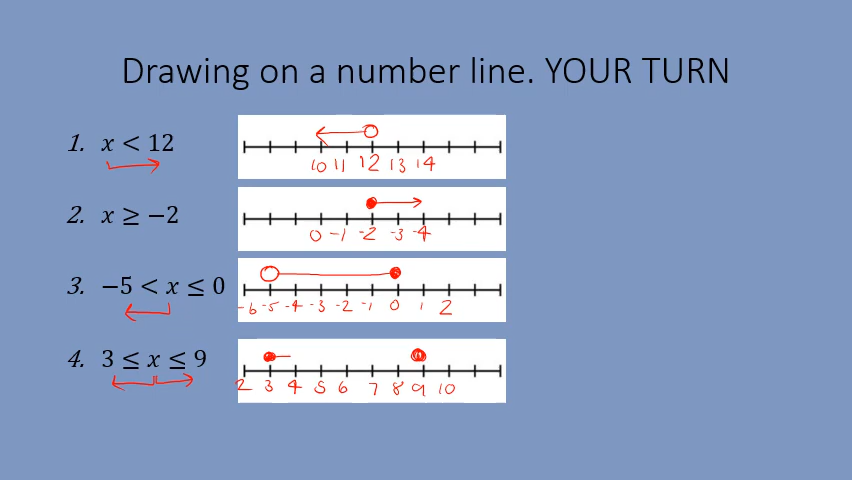 Drawing on a number line. YOUR TURN
1. x < 12
10 11 12 13 14
2. x ≥ −2
0 -1 -2 -3 -4
3. −5 < x ≤ 0
-6 -5 -4 -3 -2 -1 0 1 2
4. 3 ≤ x ≤ 9
2 3 4 5 6 7 8 9 10